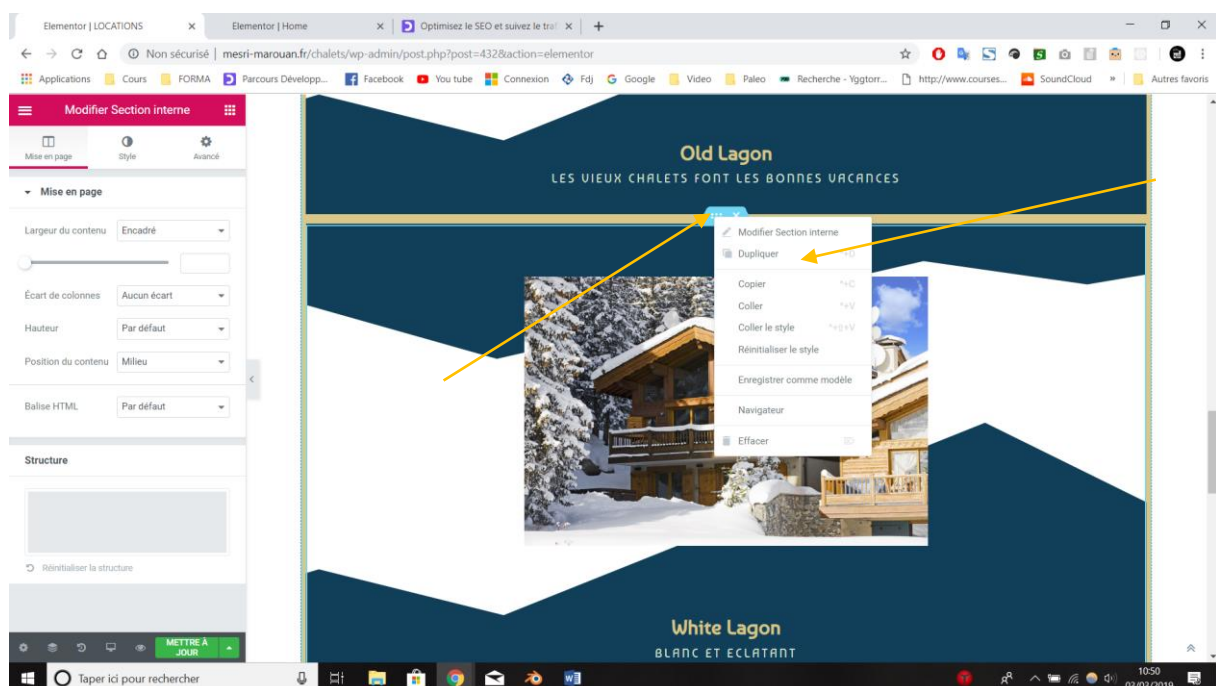 Elementor | LOCATIONS
Elementor | Home
Optimisez le SEO et suivez le traf
Non sécurisé | mesri-marouan.fr/chalets/wp-admin/post.php?post=432&action=elementor
Applications
Cours
FORMA
Parcours Développ...
Facebook
You tube
Connexion
Fdj
Google
Video
Paleo
Recherche - Yggtorr...
http://www.courses...
SoundCloud
»
Autres favoris
Modifier Section interne
Mise en page
Style
Avancé
Mise en page
Largeur du contenu
Encadré
Écart de colonnes
Aucun écart
Hauteur
Par défaut
Position du contenu
Milieu
Balise HTML
Par défaut
Structure
Réinitialiser la structure
METTRE À
JOUR
Old Lagon
LES VIEUX CHALETS FONT LES BONNES VACANCES
Modifier Section interne
Dupliquer
Copier ^+C
Coller ^+V
Coller le style
Réinitialiser le style
Enregistrer comme modèle
Navigateur
Effacer
White Lagon
BLANC ET ECLATANT
Taper ici pour rechercher
10:50
03/03/2019